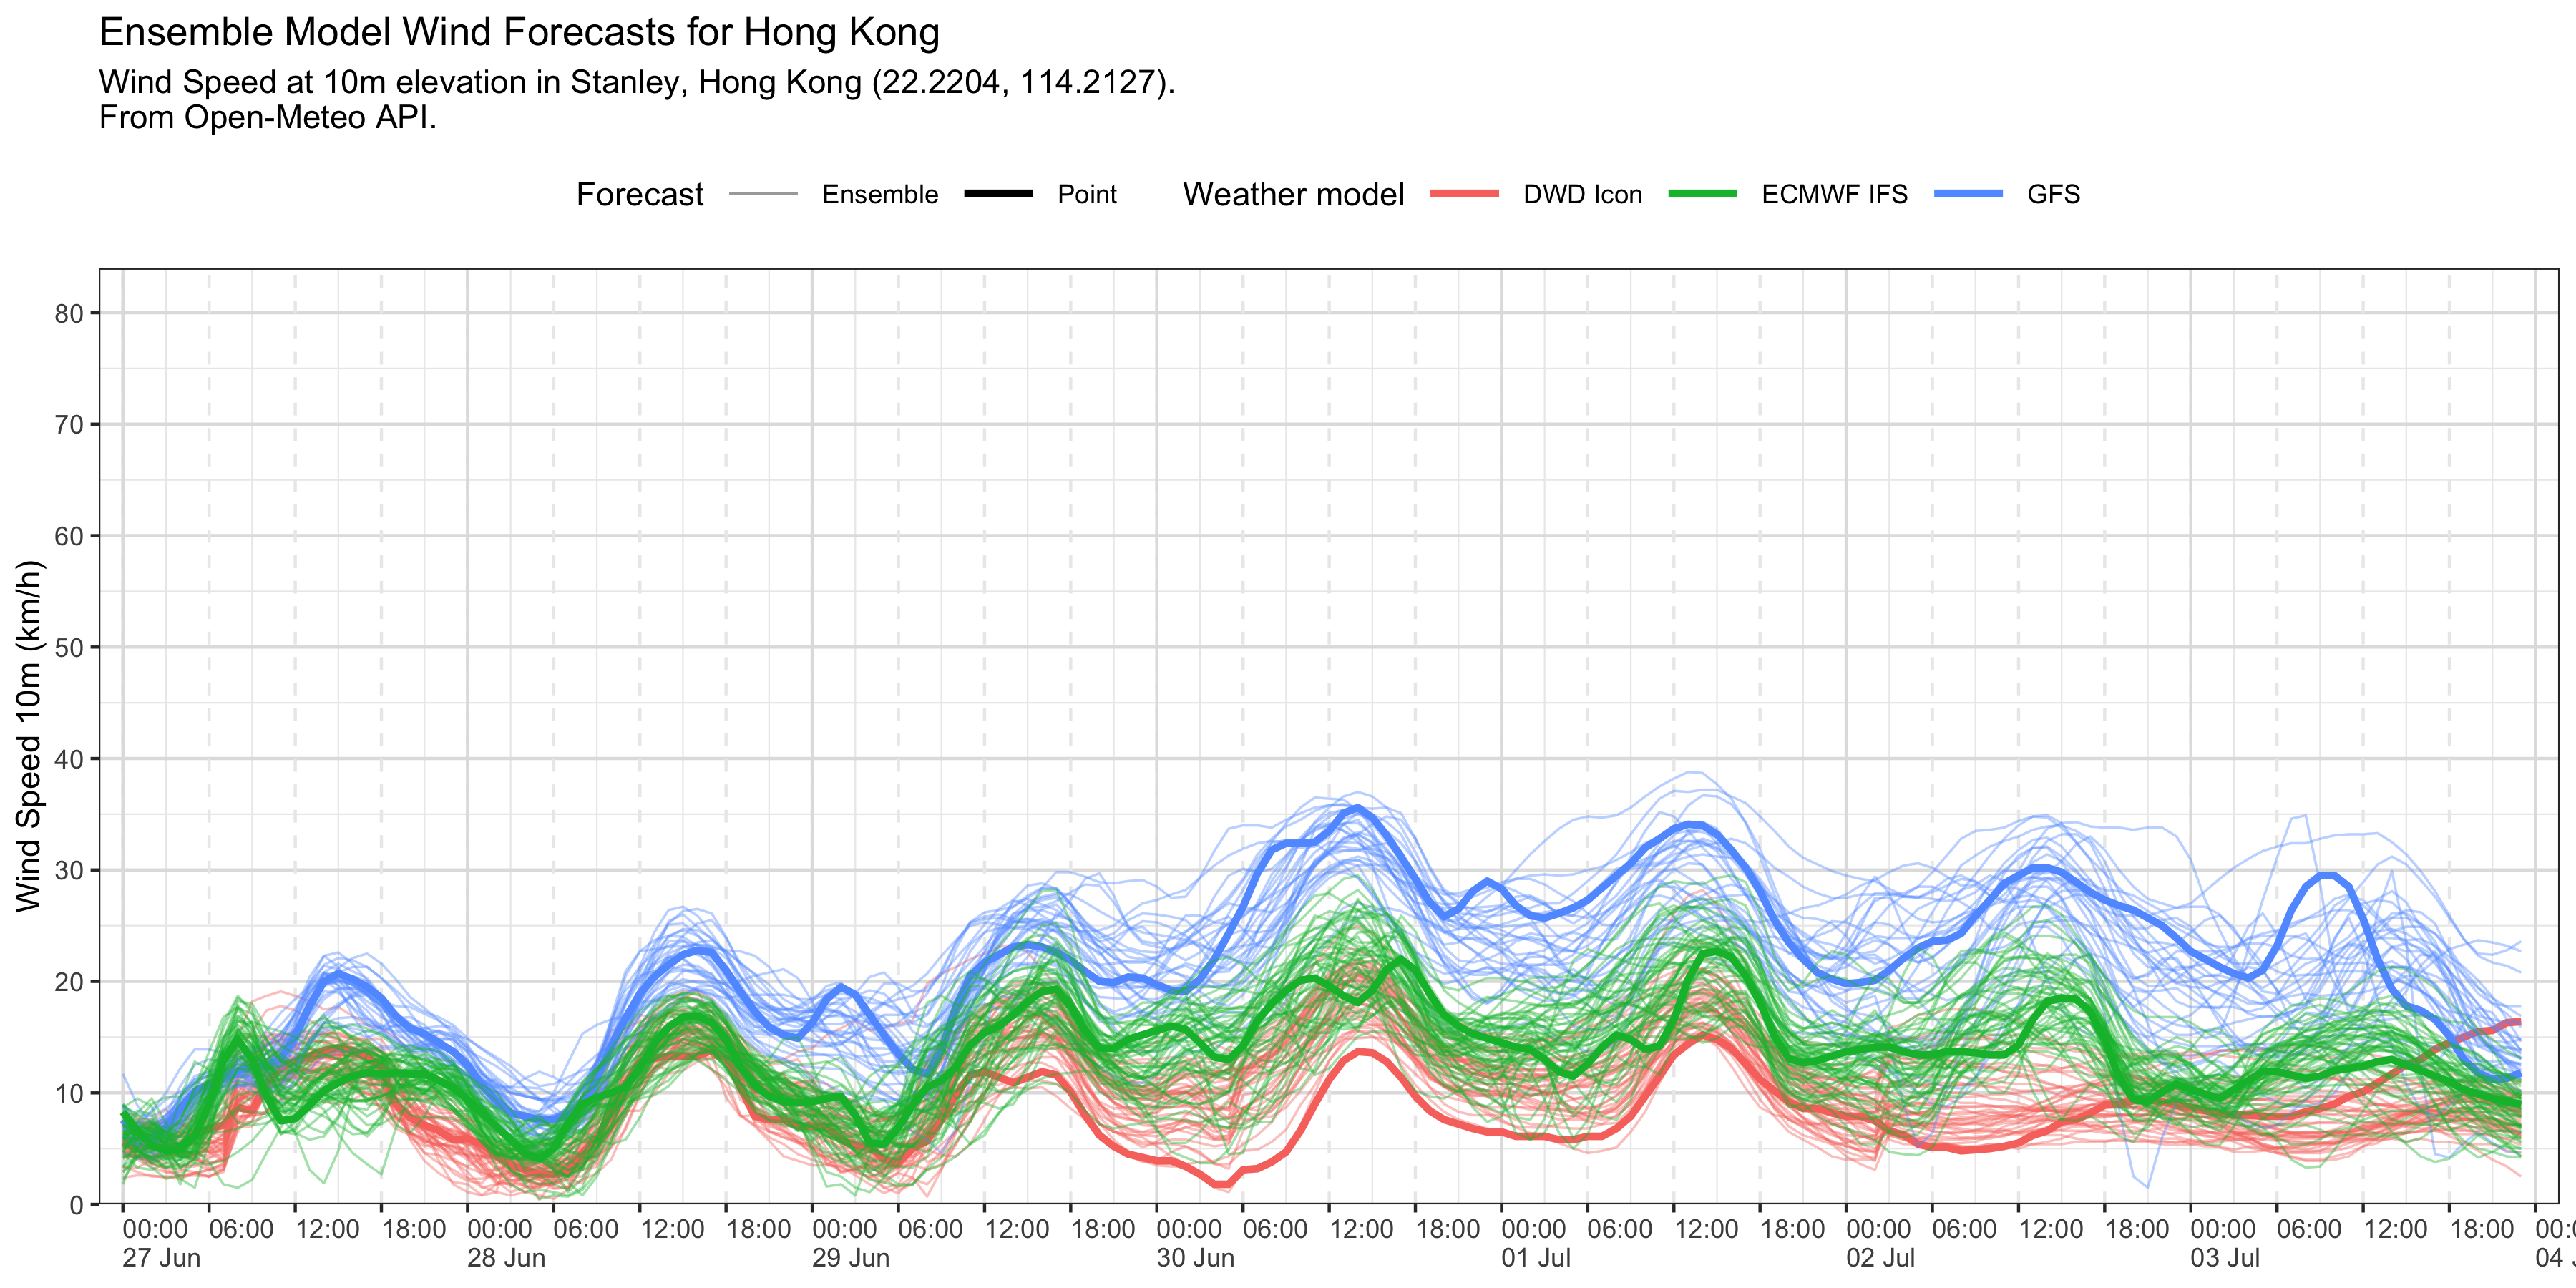 Ensemble Model Wind Forecasts for Hong Kong
Wind Speed at 10m elevation in Stanley, Hong Kong (22.2204, 114.2127).
From Open-Meteo API.
Forecast Ensemble Point Weather model DWD Icon ECMWF IFS GFS
Wind Speed 10m (km/h)
80
70
60
50
40
30
20
10
0
00:00 06:00 12:00 18:00 00:00 06:00 12:00 18:00 00:00 06:00 12:00 18:00 00:00 06:00 12:00 18:00 00:00 06:00 12:00 18:00 00:00 06:00 12:00 18:00 00:00 06:00 12:00 18:00
27 Jun 28 Jun 29 Jun 30 Jun 01 Jul 02 Jul 03 Jul 04